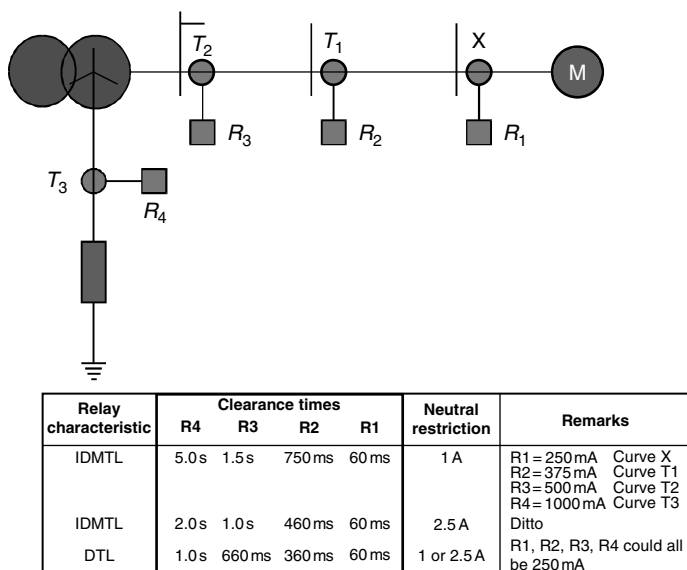 T2 T1 X
M
R3 R2 R1
T3
R4
Relay characteristic Clearance times Neutral restriction Remarks
R4 R3 R2 R1
IDMTL 5.0 s 1.5 s 750 ms 60 ms 1 A R1 = 250 mA Curve X
R2 = 375 mA Curve T1
R3 = 500 mA Curve T2
R4 = 1000 mA Curve T3
IDMTL 2.0 s 1.0 s 460 ms 60 ms 2.5 A Ditto
DTL 1.0 s 660 ms 360 ms 60 ms 1 or 2.5 A R1, R2, R3, R4 could all
be 250 mA